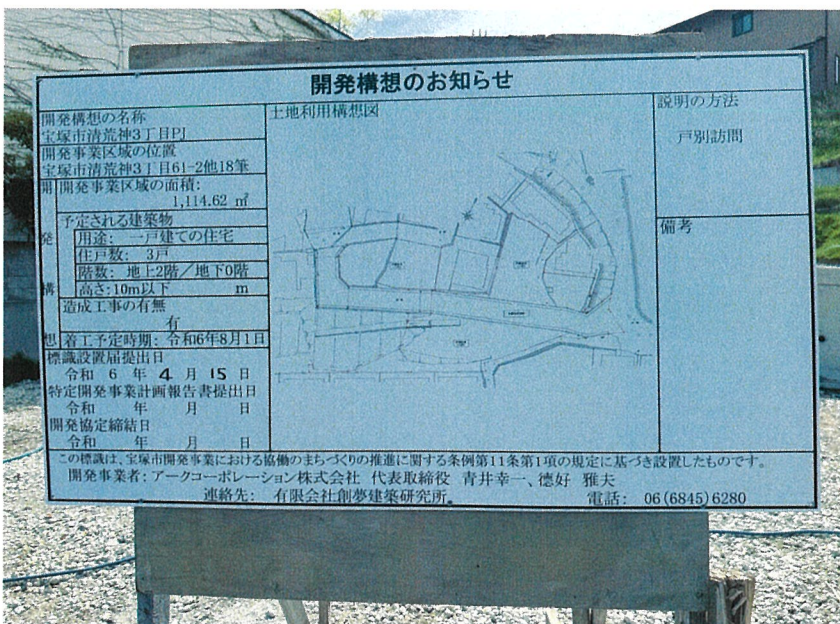 開発構想のお知らせ
開発構想の名称
宝塚市清荒神3丁目PJ
開発事業区域の位置
宝塚市清荒神3丁目61-2他18筆
開発構想
開発事業区域の面積:
1,114.62 ㎡
予定される建築物
用途: 一戸建ての住宅
住戸数: 3戸
階数: 地上2階/地下0階
高さ:10m以下 m
造成工事の有無
有
着工予定時期: 令和6年8月1日
標識設置届提出日
令和 6 年 4 月 15 日
特定開発事業計画報告書提出日
令和 年 月 日
開発協定締結日
令和 年 月 日
土地利用構想図
説明の方法
戸別訪問
備考
この標識は、宝塚市開発事業における協働のまちづくりの推進に関する条例第11条第1項の規定に基づき設置したものです。
開発事業者: アークコーポレーション株式会社 代表取締役 青井幸一、徳好 雅夫
連絡先: 有限会社創夢建築研究所 電話: 06(6845)6280